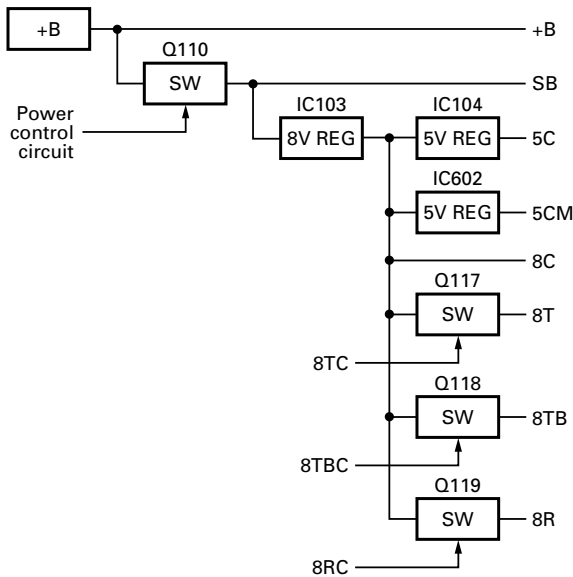 +B
+B
Q110
SW
SB
Power
control
circuit
IC103
8V REG
IC104
5V REG
5C
IC602
5V REG
5CM
8C
Q117
SW
8T
8TC
Q118
SW
8TB
8TBC
Q119
SW
8R
8RC